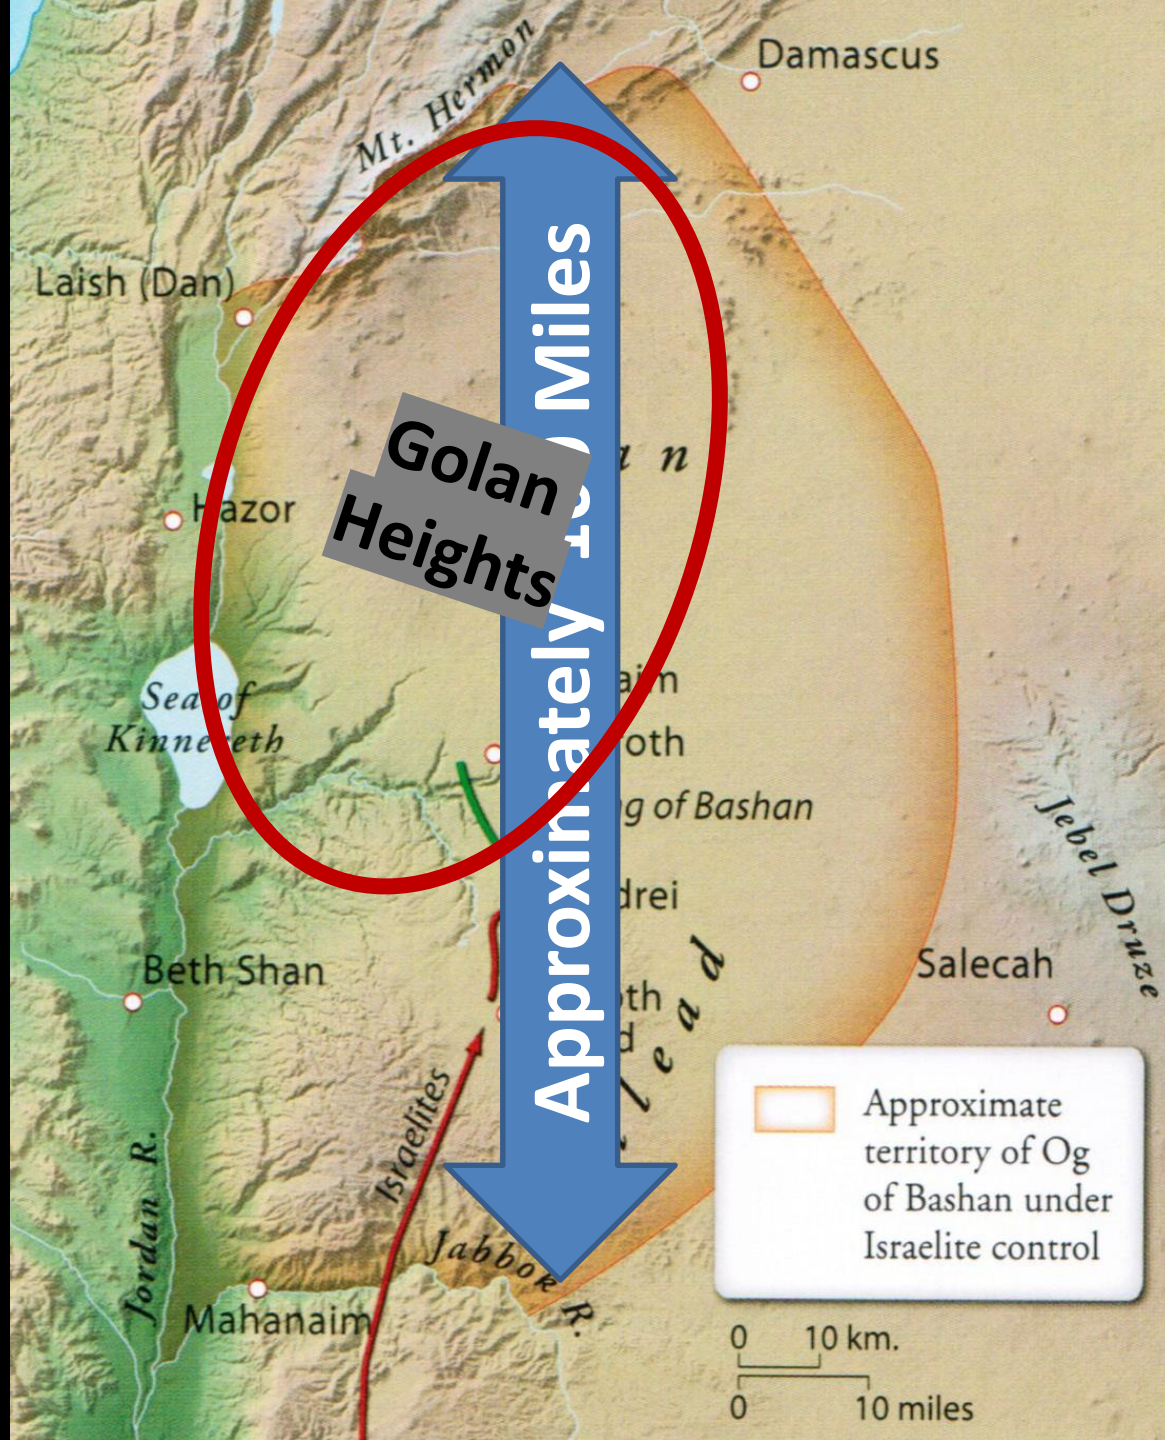 Damascus
Mt. Hermon
Laish (Dan)
Golan
Heights
Approximately
Miles
a n
Hazor
aim
Sea of
Kinnereth
roth
g of Bashan
drei
Jebel Druze
Beth Shan
Salecah
oth
d
l e a d
Israelites
Jordan R.
Jabbok R.
Mahanaim
Approximate
territory of Og
of Bashan under
Israelite control
0 10 km.
0 10 miles